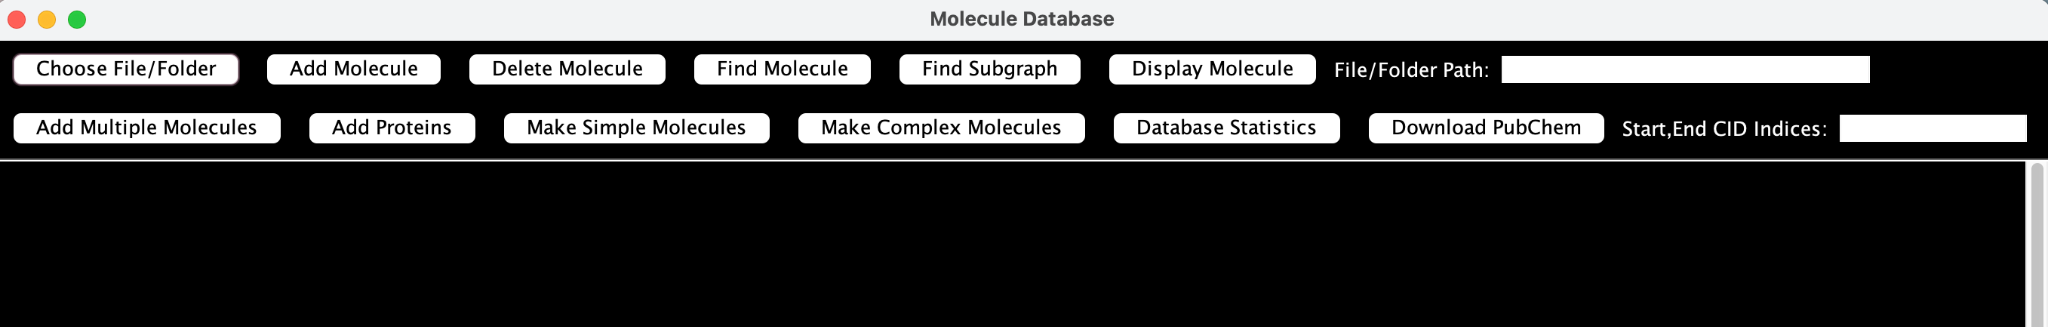 Molecule Database
Choose File/Folder Add Molecule Delete Molecule Find Molecule Find Subgraph Display Molecule File/Folder Path:
Add Multiple Molecules Add Proteins Make Simple Molecules Make Complex Molecules Database Statistics Download PubChem Start,End CID Indices: